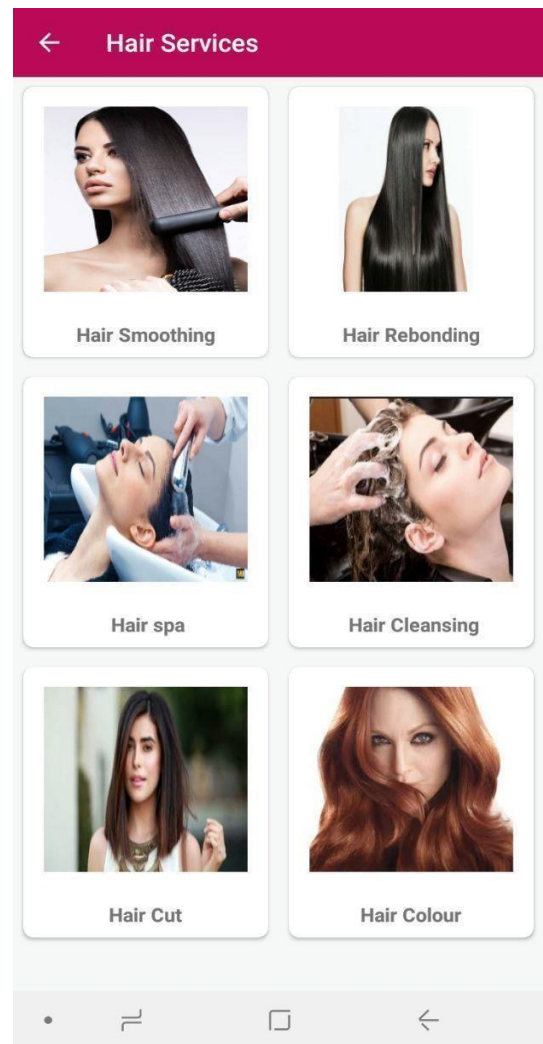 Hair Services
Hair Smoothing
Hair Rebonding
Hair spa
Hair Cleansing
Hair Cut
Hair Colour